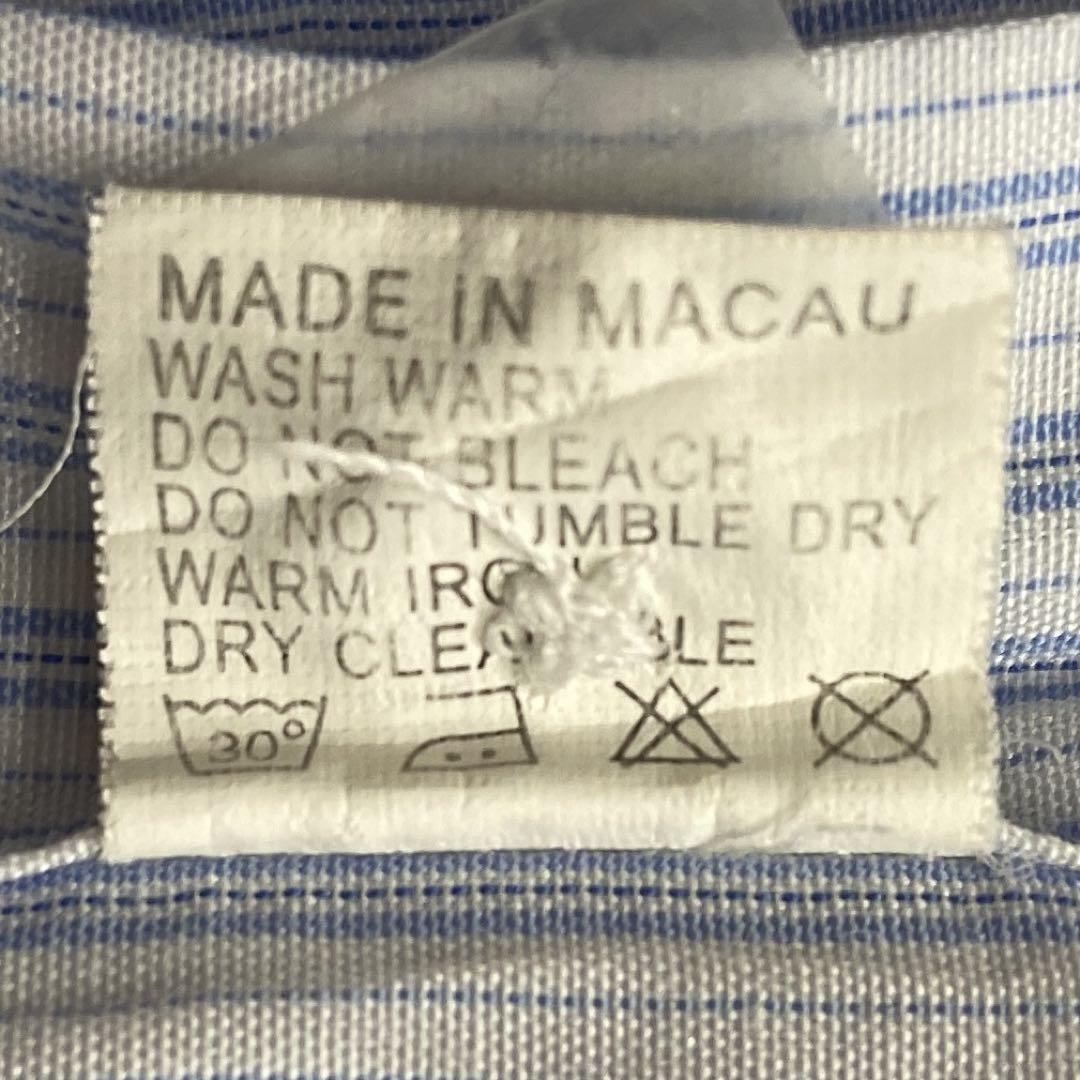 MADE IN MACAU
WASH WARM
DO NOT BLEACH
DO NOT TUMBLE DRY
WARM IRON
DRY CLEANABLE
30°